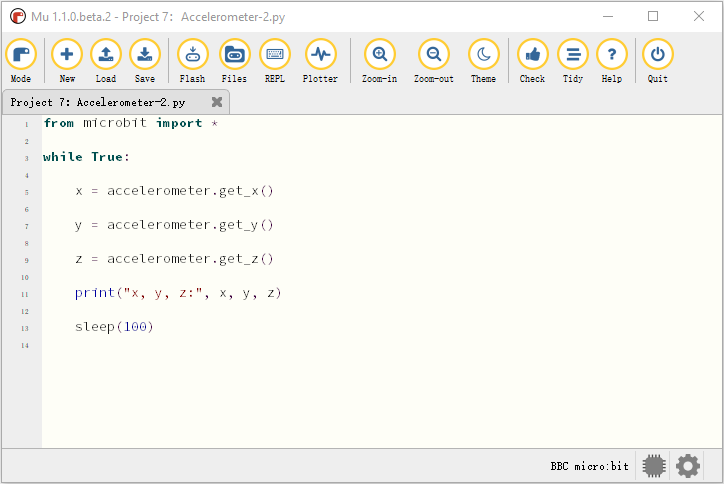 Mu 1.1.0.beta.2 - Project 7: Accelerometer-2.py
Mode New Load Save Flash Files REPL Plotter Zoom-in Zoom-out Theme Check Tidy Help Quit
Project 7: Accelerometer-2.py
1 from microbit import *
2
3 while True:
4
5 x = accelerometer.get_x()
6
7 y = accelerometer.get_y()
8
9 z = accelerometer.get_z()
10
11 print("x, y, z:", x, y, z)
12
13 sleep(100)
14
BBC micro:bit